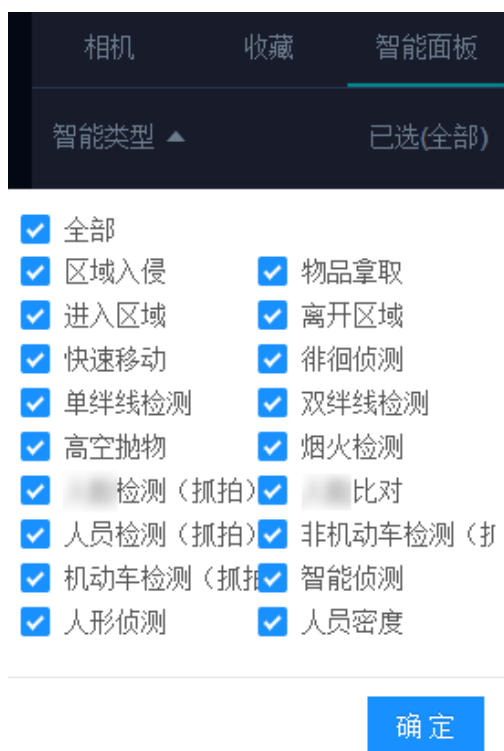 相机 收藏 智能面板
智能类型 已选(全部)
全部
区域入侵 物品拿取
进入区域 离开区域
快速移动 徘徊侦测
单绊线检测 双绊线检测
高空抛物 烟火检测
检测（抓拍） 比对
人员检测（抓拍） 非机动车检测（
机动车检测（抓拍 智能侦测
人形侦测 人员密度
确定